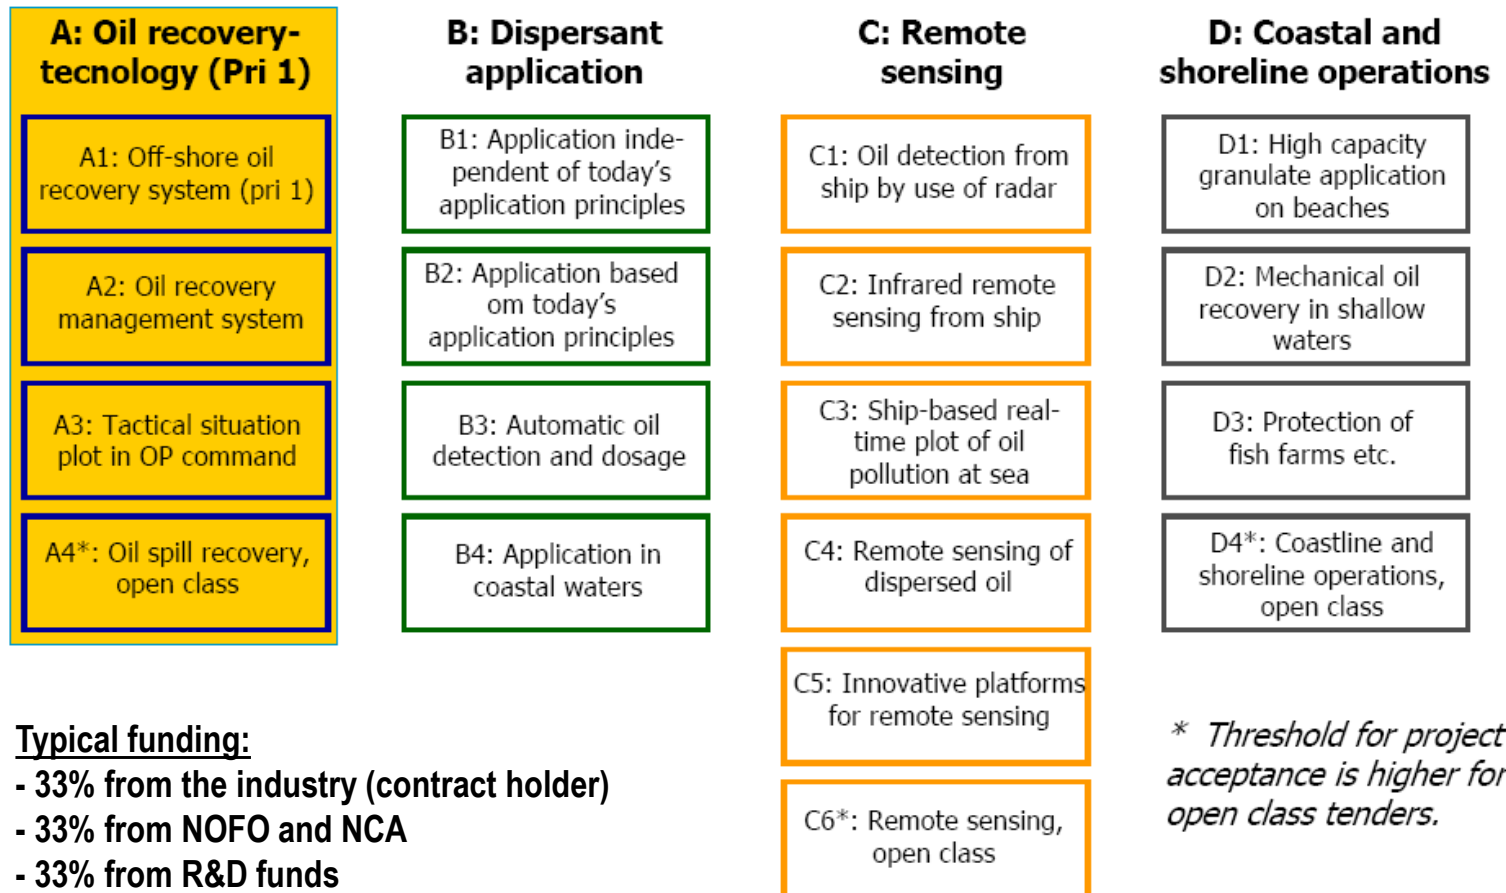 A: Oil recovery-
tecnology (Pri 1)
A1: Off-shore oil
recovery system (pri 1)
A2: Oil recovery
management system
A3: Tactical situation
plot in OP command
A4*: Oil spill recovery,
open class
B: Dispersant
application
B1: Application inde-
pendent of today’s
application principles
B2: Application based
om today’s
application principles
B3: Automatic oil
detection and dosage
B4: Application in
coastal waters
C: Remote
sensing
C1: Oil detection from
ship by use of radar
C2: Infrared remote
sensing from ship
C3: Ship-based real-
time plot of oil
pollution at sea
C4: Remote sensing of
dispersed oil
C5: Innovative platforms
for remote sensing
C6*: Remote sensing,
open class
D: Coastal and
shoreline operations
D1: High capacity
granulate application
on beaches
D2: Mechanical oil
recovery in shallow
waters
D3: Protection of
fish farms etc.
D4*: Coastline and
shoreline operations,
open class
Typical funding:
- 33% from the industry (contract holder)
- 33% from NOFO and NCA
- 33% from R&D funds
* Threshold for project
acceptance is higher for
open class tenders.